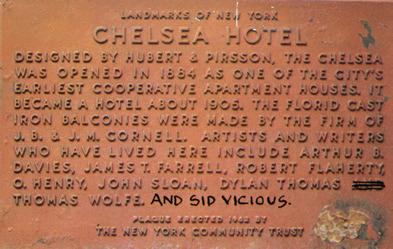 LANDMARKS OF NEW YORK
CHELSEA HOTEL
DESIGNED BY HUBERT & PIRSSON, THE CHELSEA
WAS OPENED IN 1884 AS ONE OF THE CITY'S
EARLIEST COOPERATIVE APARTMENT HOUSES. IT
BECAME A HOTEL ABOUT 1905. THE FLORID CAST
IRON BALCONIES WERE MADE BY THE FIRM OF
J. B. & J. M. CORNELL. ARTISTS AND WRITERS
WHO HAVE LIVED HERE INCLUDE ARTHUR B.
DAVIES, JAMES T. FARRELL, ROBERT FLAHERTY,
O. HENRY, JOHN SLOAN, DYLAN THOMAS
THOMAS WOLFE. AND SID VICIOUS.
PLAQUE ERECTED BY
THE NEW YORK COMMUNITY TRUST